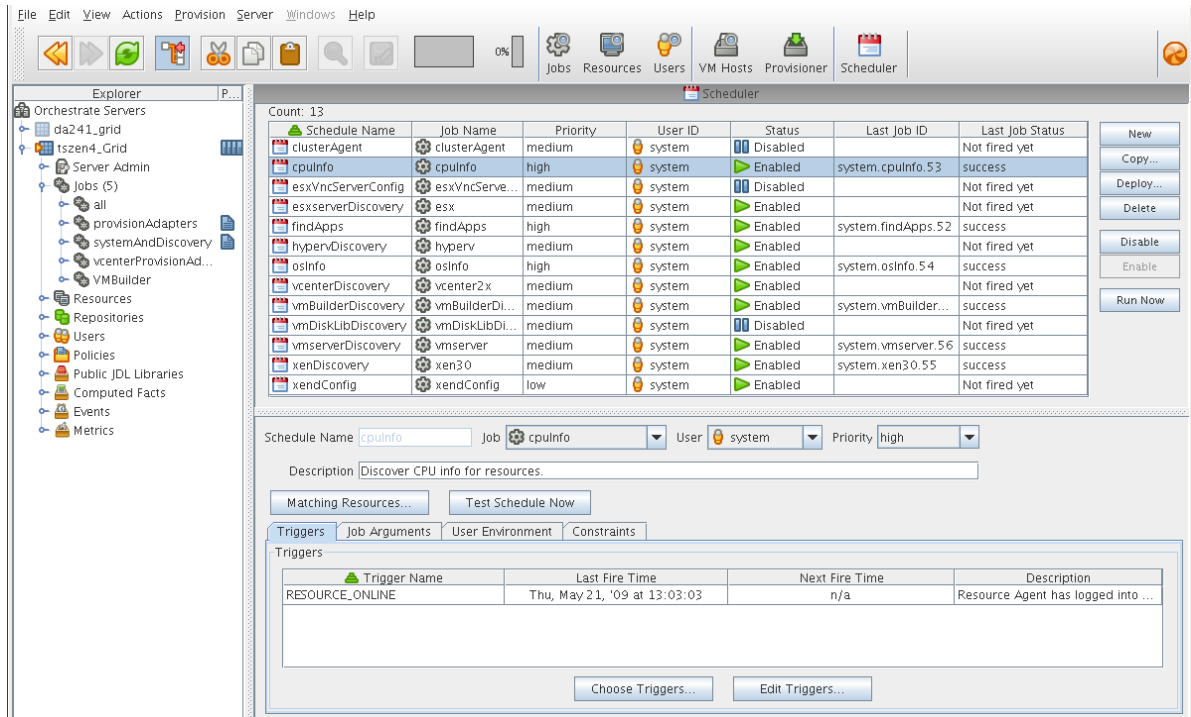 File Edit View Actions Provision Server Windows Help
0%
Jobs Resources Users VM Hosts Provisioner Scheduler
Explorer P...
Orchestrate Servers
da241_grid
tszen4_Grid
Server Admin
Jobs (5)
all
provisionAdapters
systemAndDiscovery
vcenterProvisionAd...
VMBuilder
Resources
Repositories
Users
Policies
Public JDL Libraries
Computed Facts
Events
Metrics
Scheduler
Count: 13
Schedule Name Job Name Priority User ID Status Last Job ID Last Job Status
clusterAgent clusterAgent medium system Disabled Not fired yet
cpuInfo cpuInfo high system Enabled system.cpuInfo.53 success
esxVncServerConfig esxVncServe... medium system Disabled Not fired yet
esxserverDiscovery esx medium system Enabled Not fired yet
findApps findApps high system Enabled system.findApps.52 success
hypervDiscovery hyperv medium system Enabled Not fired yet
osInfo osInfo high system Enabled system.osInfo.54 success
vcenterDiscovery vcenter2x medium system Enabled Not fired yet
vmBuilderDiscovery vmBuilderDi... medium system Enabled system.vmBuilder... success
vmDiskLibDiscovery vmDiskLibDi... medium system Disabled Not fired yet
vmserverDiscovery vmserver medium system Enabled system.vmserver.56 success
xenDiscovery xen30 medium system Enabled system.xen30.55 success
xendConfig xendConfig low system Enabled Not fired yet
New
Copy...
Deploy...
Delete
Disable
Enable
Run Now
Schedule Name cpuInfo Job cpuInfo User system Priority high
Description Discover CPU info for resources.
Matching Resources... Test Schedule Now
Triggers Job Arguments User Environment Constraints
Triggers
Trigger Name Last Fire Time Next Fire Time Description
RESOURCE_ONLINE Thu, May 21, '09 at 13:03:03 n/a Resource Agent has logged into ...
Choose Triggers... Edit Triggers...